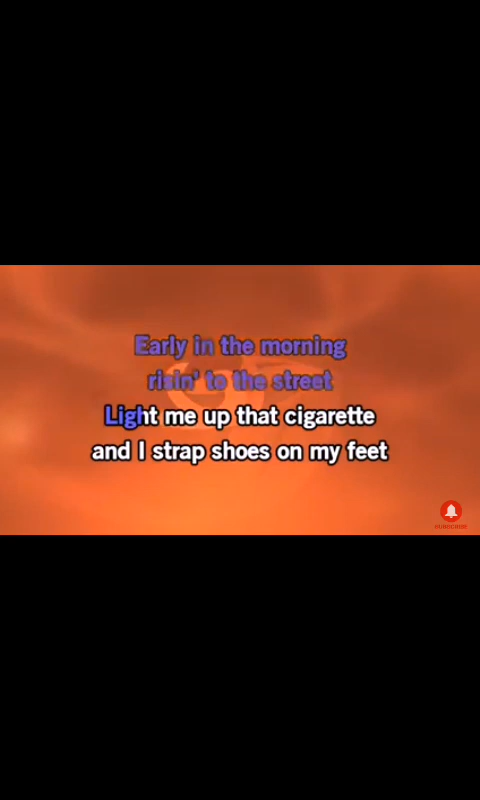 Early in the morning
risin' to the street
Light me up that cigarette
and I strap shoes on my feet
SUBSCRIBE